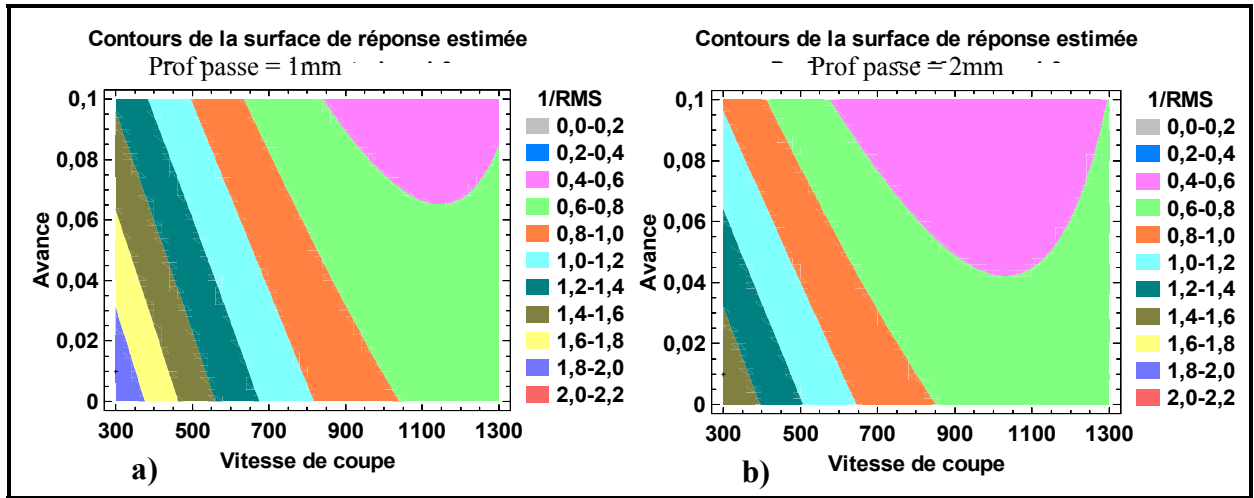 Contours de la surface de réponse estimée
Prof passe = 1mm
1/RMS
0,0-0,2
0,2-0,4
0,4-0,6
0,6-0,8
0,8-1,0
1,0-1,2
1,2-1,4
1,4-1,6
1,6-1,8
1,8-2,0
2,0-2,2
Avance
0,1
0,08
0,06
0,04
0,02
0
300 500 700 900 1100 1300
Vitesse de coupe
a)
Contours de la surface de réponse estimée
Prof passe = 2mm
1/RMS
0,0-0,2
0,2-0,4
0,4-0,6
0,6-0,8
0,8-1,0
1,0-1,2
1,2-1,4
1,4-1,6
1,6-1,8
1,8-2,0
2,0-2,2
Avance
0,1
0,08
0,06
0,04
0,02
0
300 500 700 900 1100 1300
Vitesse de coupe
b)